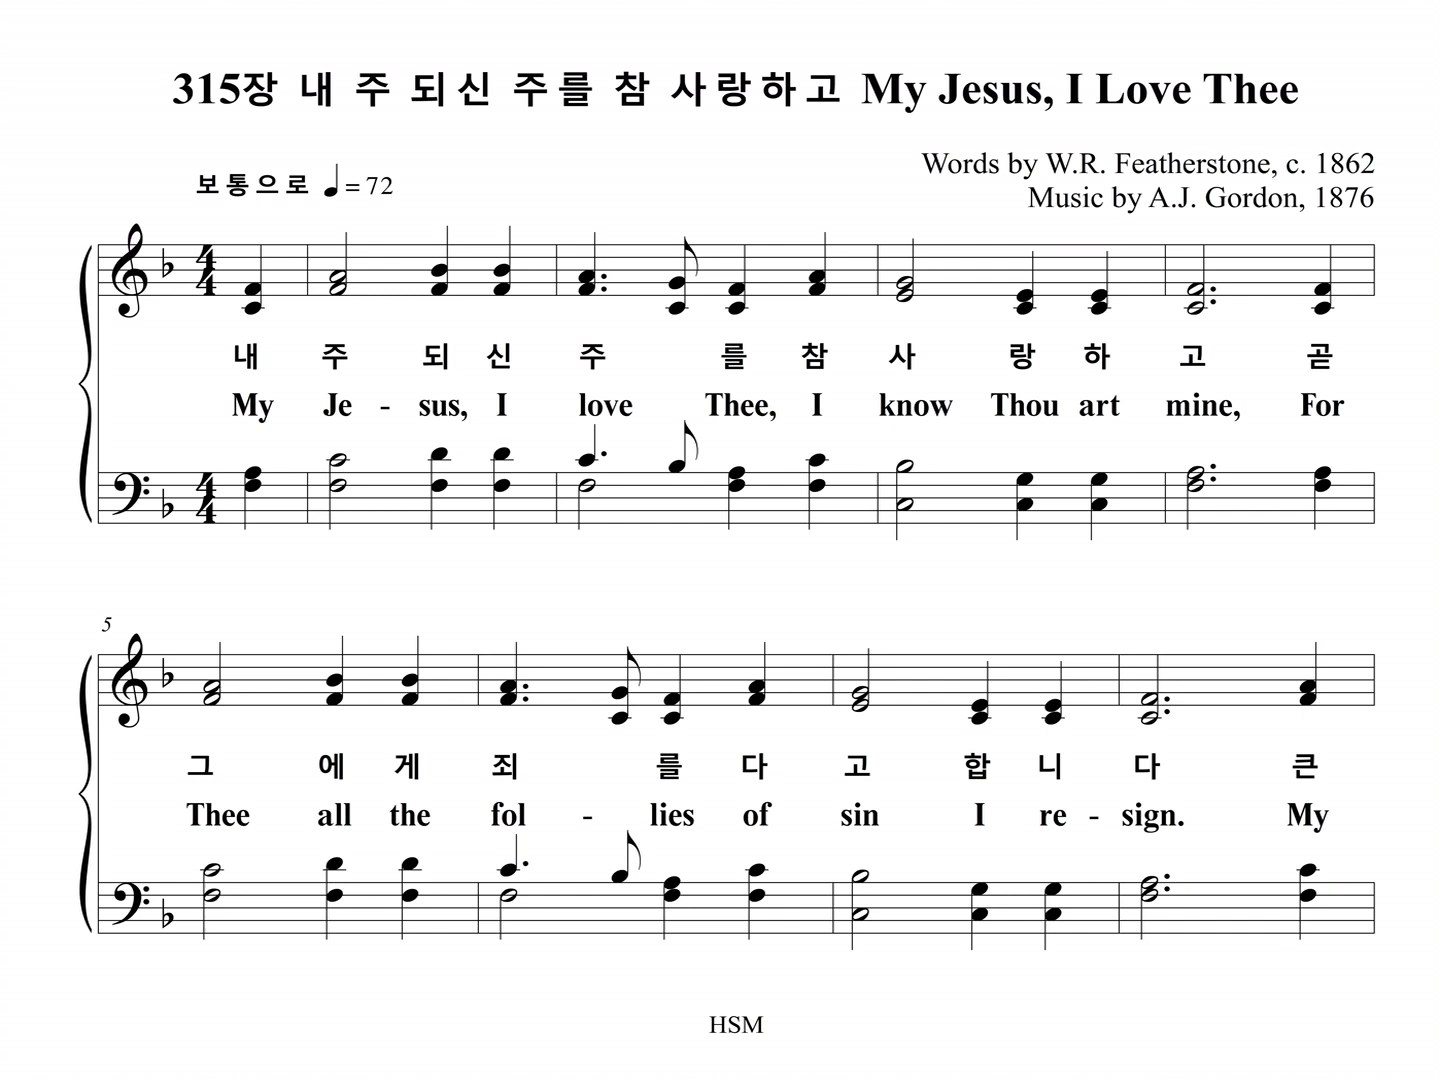 315장 내 주 되신 주를 참 사랑하고 My Jesus, I Love Thee
Words by W.R. Featherstone, c. 1862
Music by A.J. Gordon, 1876
보통으로 ♩= 72
내 주 되 신 주 를 참 사 랑 하 고 곧
My Je - sus, I love Thee, I know Thou art mine, For
5
그 에 게 죄 를 다 고 합 니 다 큰
Thee all the fol - lies of sin I re - sign. My
HSM